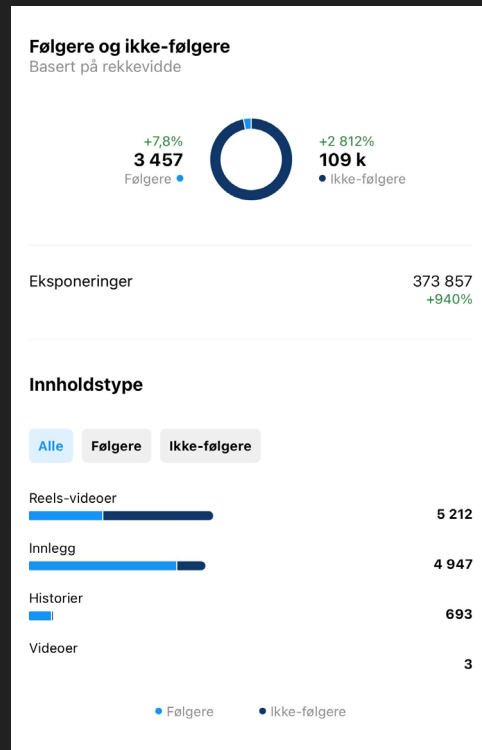 Følgere og ikke-følgere
Basert på rekkevidde
+7,8%
3 457
Følgere
+2 812%
109 k
Ikke-følgere
Eksponeringer
373 857
+940%
Innholdstype
Alle
Følgere
Ikke-følgere
Reels-videoer
5 212
Innlegg
4 947
Historier
693
Videoer
3
Følgere
Ikke-følgere